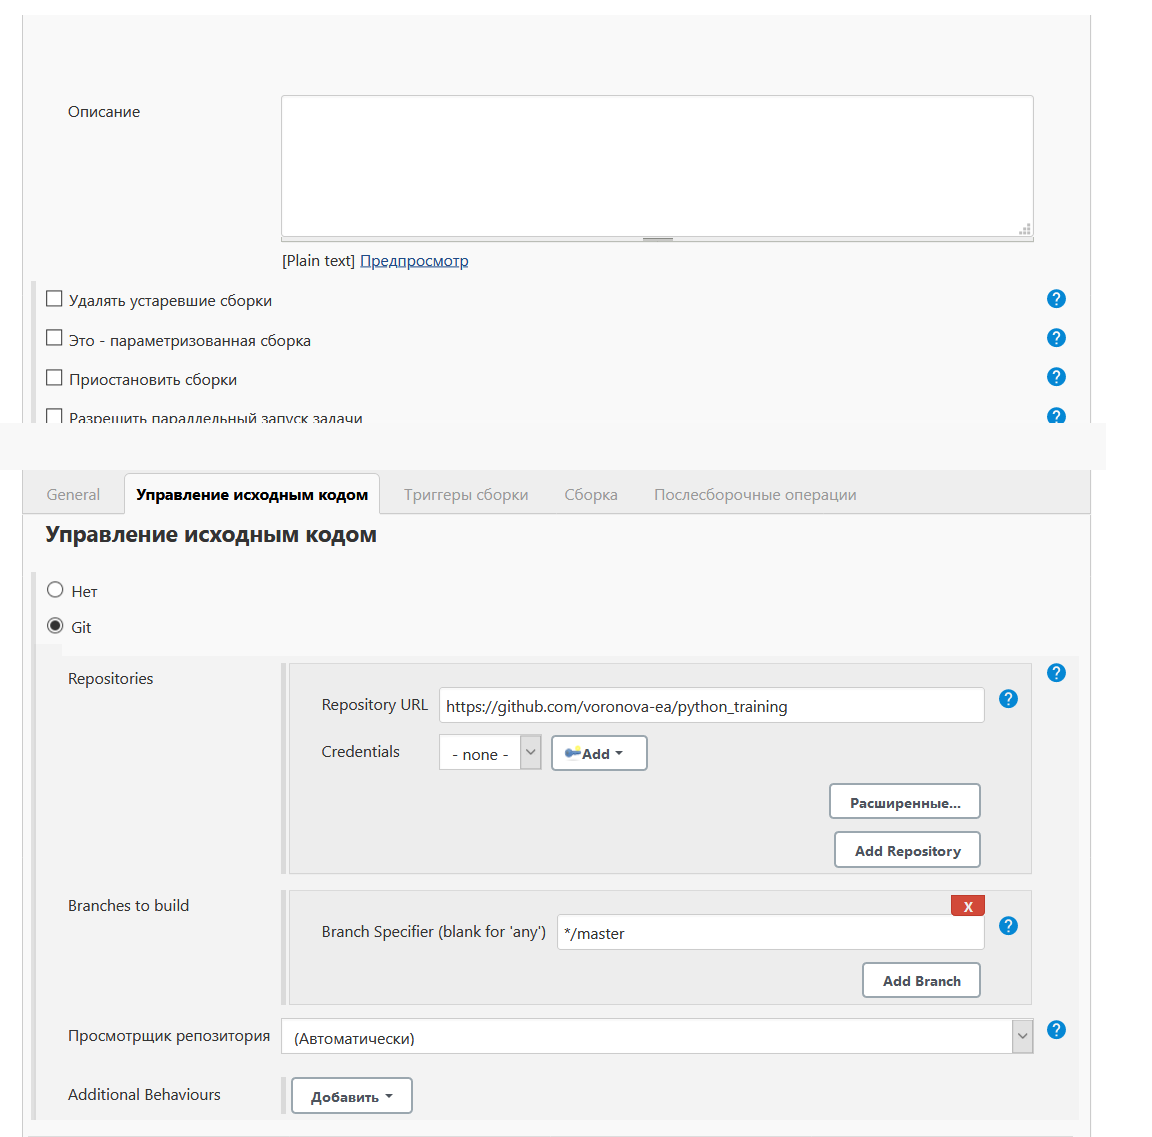 Описание
[Plain text] Предпросмотр
Удалять устаревшие сборки
?
Это - параметризованная сборка
?
Приостановить сборки
?
Разрешить параллельный запуск задачи
?
General Управление исходным кодом Триггеры сборки Сборка Послесборочные операции
Управление исходным кодом
Нет
Git
Repositories
?
Repository URL https://github.com/voronova-ea/python_training
?
Credentials - none - Add
Расширенные...
Add Repository
Branches to build
X
Branch Specifier (blank for 'any') */master
?
Add Branch
Просмотрщик репозитория (Автоматически)
?
Additional Behaviours Добавить